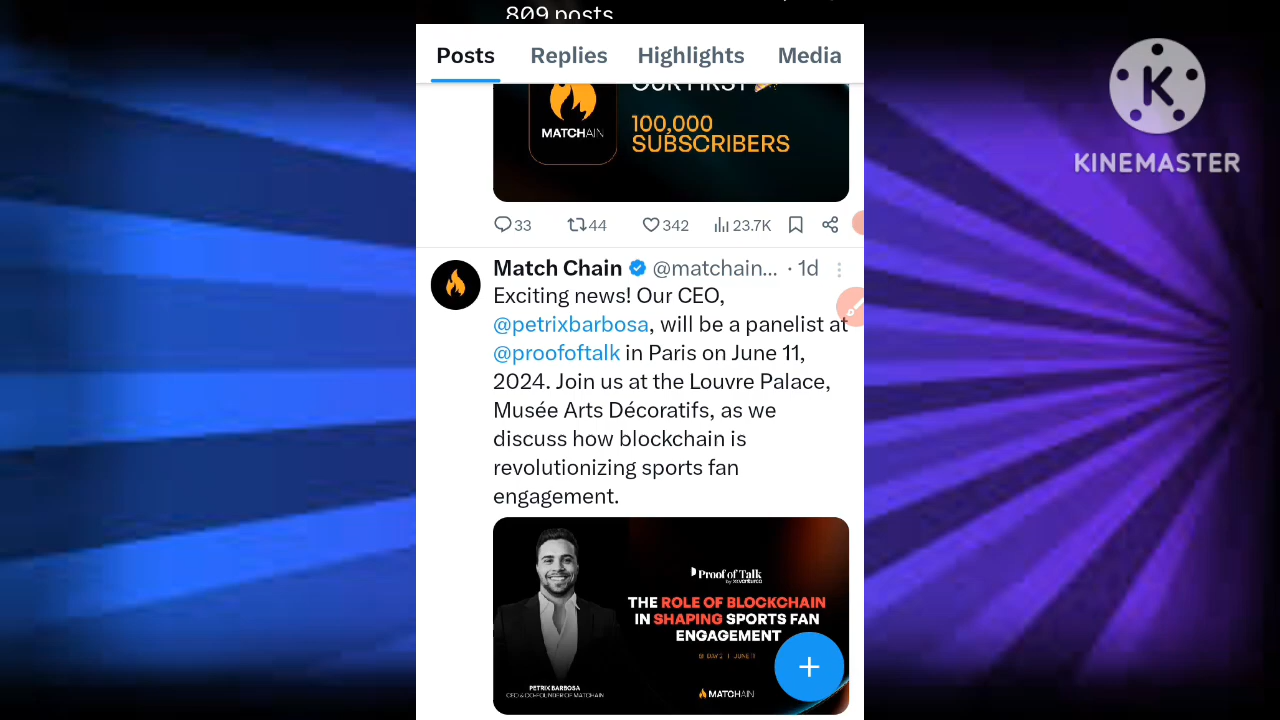 809 posts
Posts Replies Highlights Media
OUR FIRST
MATCHAIN
100,000
SUBSCRIBERS
33 44 342 23.7K
Match Chain @matchain... · 1d
Exciting news! Our CEO,
@petrixbarbosa, will be a panelist at
@proofoftalk in Paris on June 11,
2024. Join us at the Louvre Palace,
Musée Arts Décoratifs, as we
discuss how blockchain is
revolutionizing sports fan
engagement.
Proof of Talk
THE ROLE OF BLOCKCHAIN
IN SHAPING SPORTS FAN
ENGAGEMENT
DAY 2 | JUNE 11
PETRIX BARBOSA
CEO & CO-FOUNDER OF MATCHAIN
MATCHAIN
K
KINEMASTER